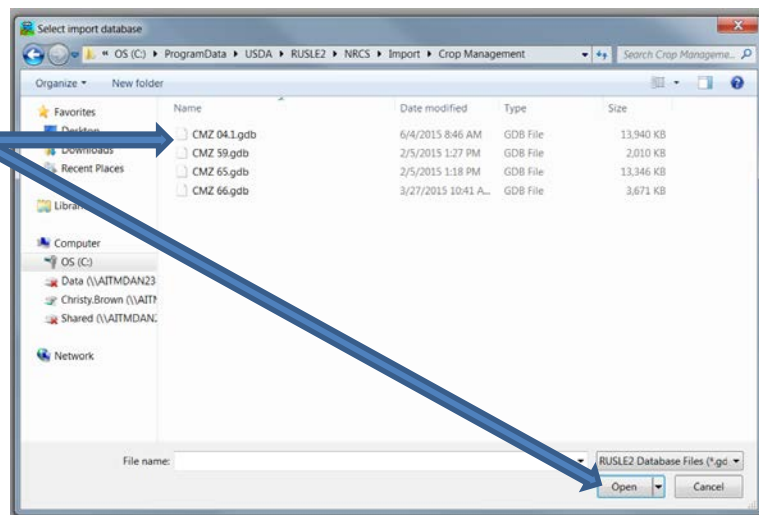 Select import database
« OS (C:) ▸ ProgramData ▸ USDA ▸ RUSLE2 ▸ NRCS ▸ Import ▸ Crop Management
Search Crop Manageme...
Organize New folder
Name Date modified Type Size
Favorites
Desktop
Downloads
Recent Places
CMZ 04.1.gdb 6/4/2015 8:46 AM GDB File 13,940 KB
CMZ 59.gdb 2/5/2015 1:27 PM GDB File 2,010 KB
CMZ 65.gdb 2/5/2015 1:18 PM GDB File 13,346 KB
CMZ 66.gdb 3/27/2015 10:41 A... GDB File 3,671 KB
Computer
OS (C:)
Data (\\AITMDAN23
Christy.Brown (\\AIT
Shared (\\AITMDAN
Network
File name:
RUSLE2 Database Files (*.gd
Open Cancel